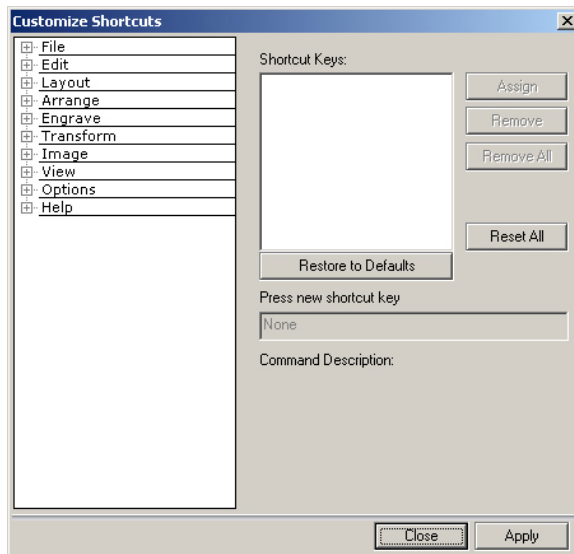 Customize Shortcuts
File
Edit
Layout
Arrange
Engrave
Transform
Image
View
Options
Help
Shortcut Keys:
Assign
Remove
Remove All
Reset All
Restore to Defaults
Press new shortcut key
None
Command Description:
Close
Apply